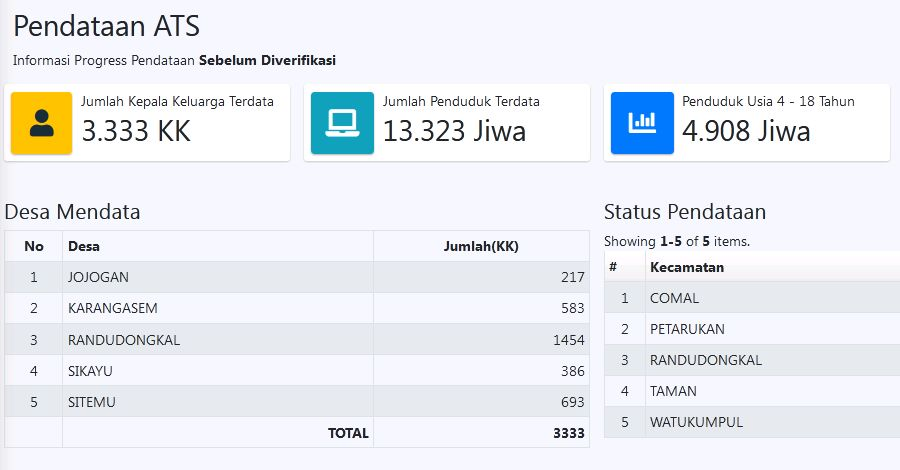 Pendataan ATS
Informasi Progress Pendataan Sebelum Diverifikasi
Jumlah Kepala Keluarga Terdata
3.333 KK
Jumlah Penduduk Terdata
13.323 Jiwa
Penduduk Usia 4 - 18 Tahun
4.908 Jiwa
Desa Mendata
No Desa Jumlah(KK)
1 JOJOGAN 217
2 KARANGASEM 583
3 RANDUDONGKAL 1454
4 SIKAYU 386
5 SITEMU 693
TOTAL 3333
Status Pendataan
Showing 1-5 of 5 items.
# Kecamatan
1 COMAL
2 PETARUKAN
3 RANDUDONGKAL
4 TAMAN
5 WATUKUMPUL